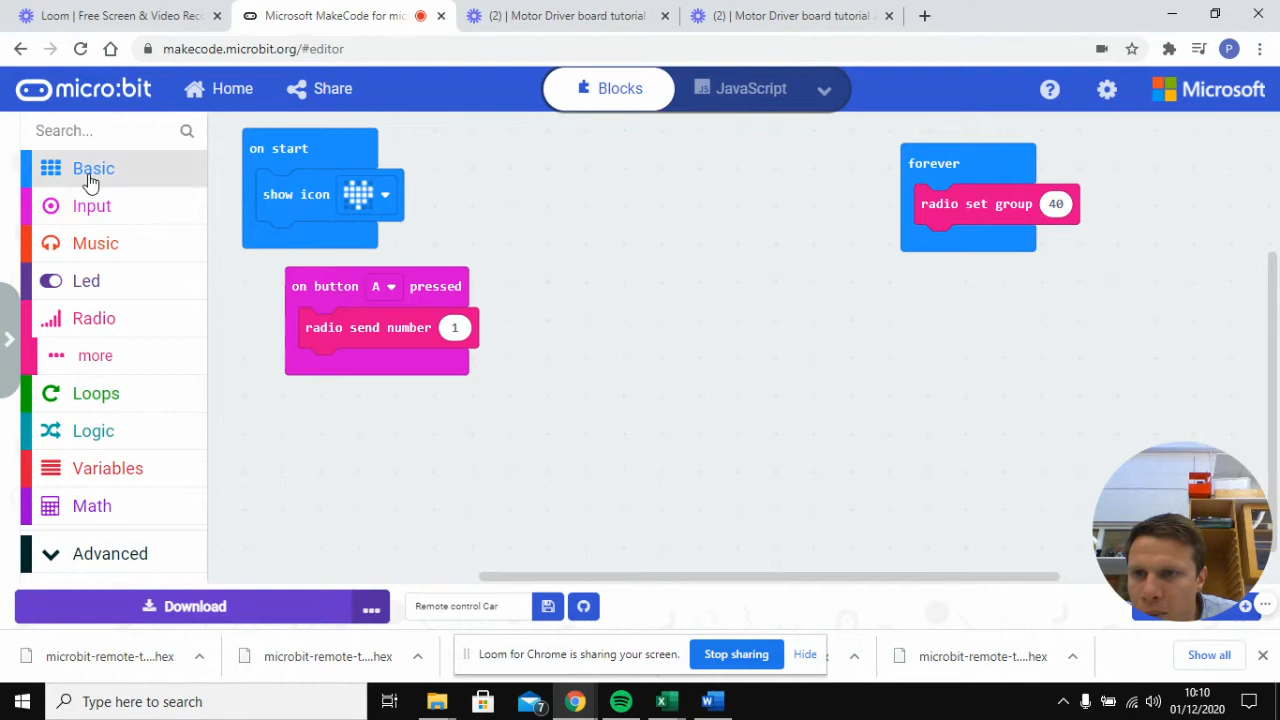 Loom | Free Screen & Video Rec
Microsoft MakeCode for mic
(2) | Motor Driver board tutorial
(2) | Motor Driver board tutorial
makecode.microbit.org/#editor
P
micro:bit
Home
Share
Blocks
JavaScript
Microsoft
Search...
Basic
Input
Music
Led
Radio
more
Loops
Logic
Variables
Math
Advanced
on start
show icon
on button A pressed
radio send number 1
forever
radio set group 40
Download
Remote control Car
microbit-remote-t....hex
microbit-remote-t....hex
Loom for Chrome is sharing your screen.
Stop sharing
Hide
microbit-remote-t....hex
Show all
Type here to search
7
10:10
01/12/2020